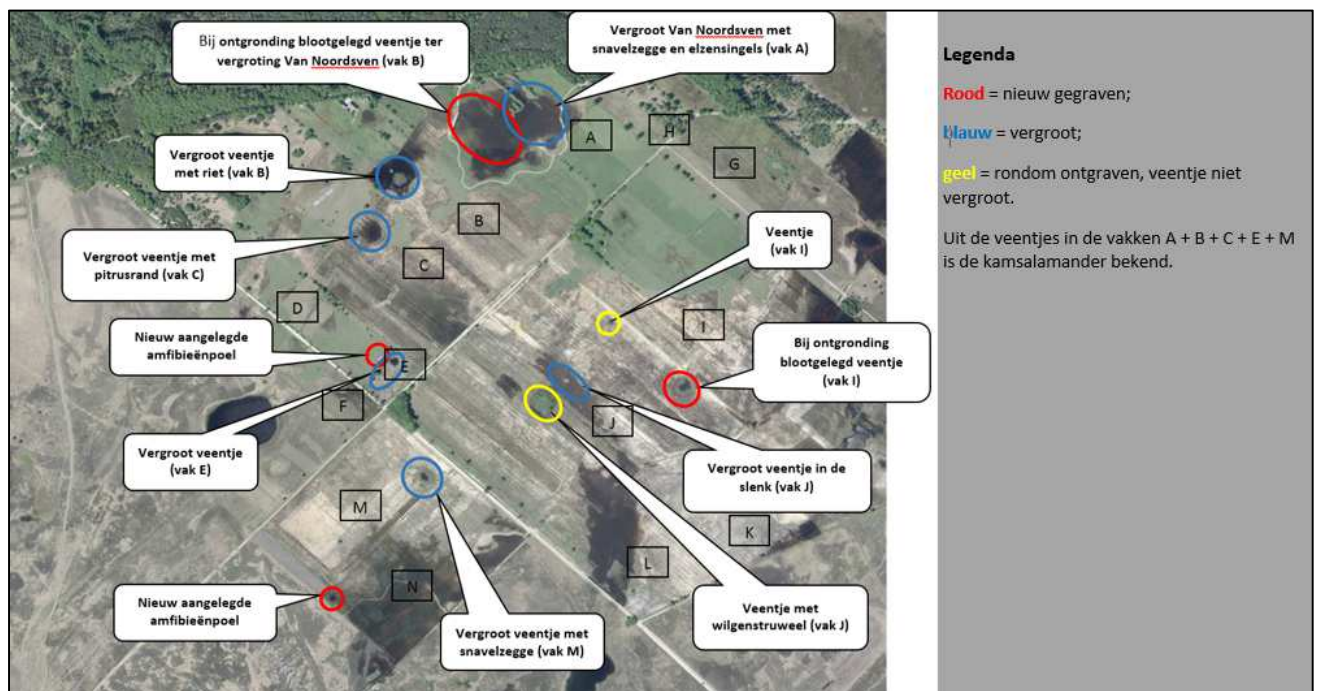 Bij ontgronding blootgelegd veentje ter
vergroting Van Noordsven (vak B)
Vergroot Van Noordsven met
snavelzegge en elzensingels (vak A)
Vergroot veentje
met riet (vak B)
Vergroot veentje met
pitrusrand (vak C)
Nieuw aangelegde
amfibieënpoel
Vergroot veentje
(vak E)
Nieuw aangelegde
amfibieënpoel
Vergroot veentje met
snavelzegge (vak M)
Veentje
(vak I)
Bij ontgronding
blootgelegd veentje
(vak I)
Vergroot veentje in de
slenk (vak J)
Veentje met
wilgenstruweel (vak J)
A
H
G
B
C
D
I
E
F
J
M
K
L
N
Legenda
Rood = nieuw gegraven;
blauw = vergroot;
geel = rondom ontgraven, veentje niet
vergroot.
Uit de veentjes in de vakken A + B + C + E + M
is de kamsalamander bekend.